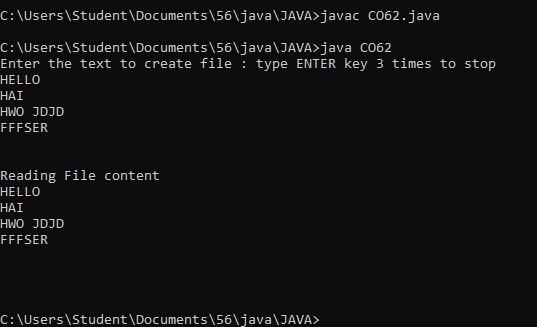 C:\Users\Student\Documents\56\java\JAVA>javac CO62.java
C:\Users\Student\Documents\56\java\JAVA>java CO62
Enter the text to create file : type ENTER key 3 times to stop
HELLO
HAI
HWO JDJD
FFFSER
Reading File content
HELLO
HAI
HWO JDJD
FFFSER
C:\Users\Student\Documents\56\java\JAVA>